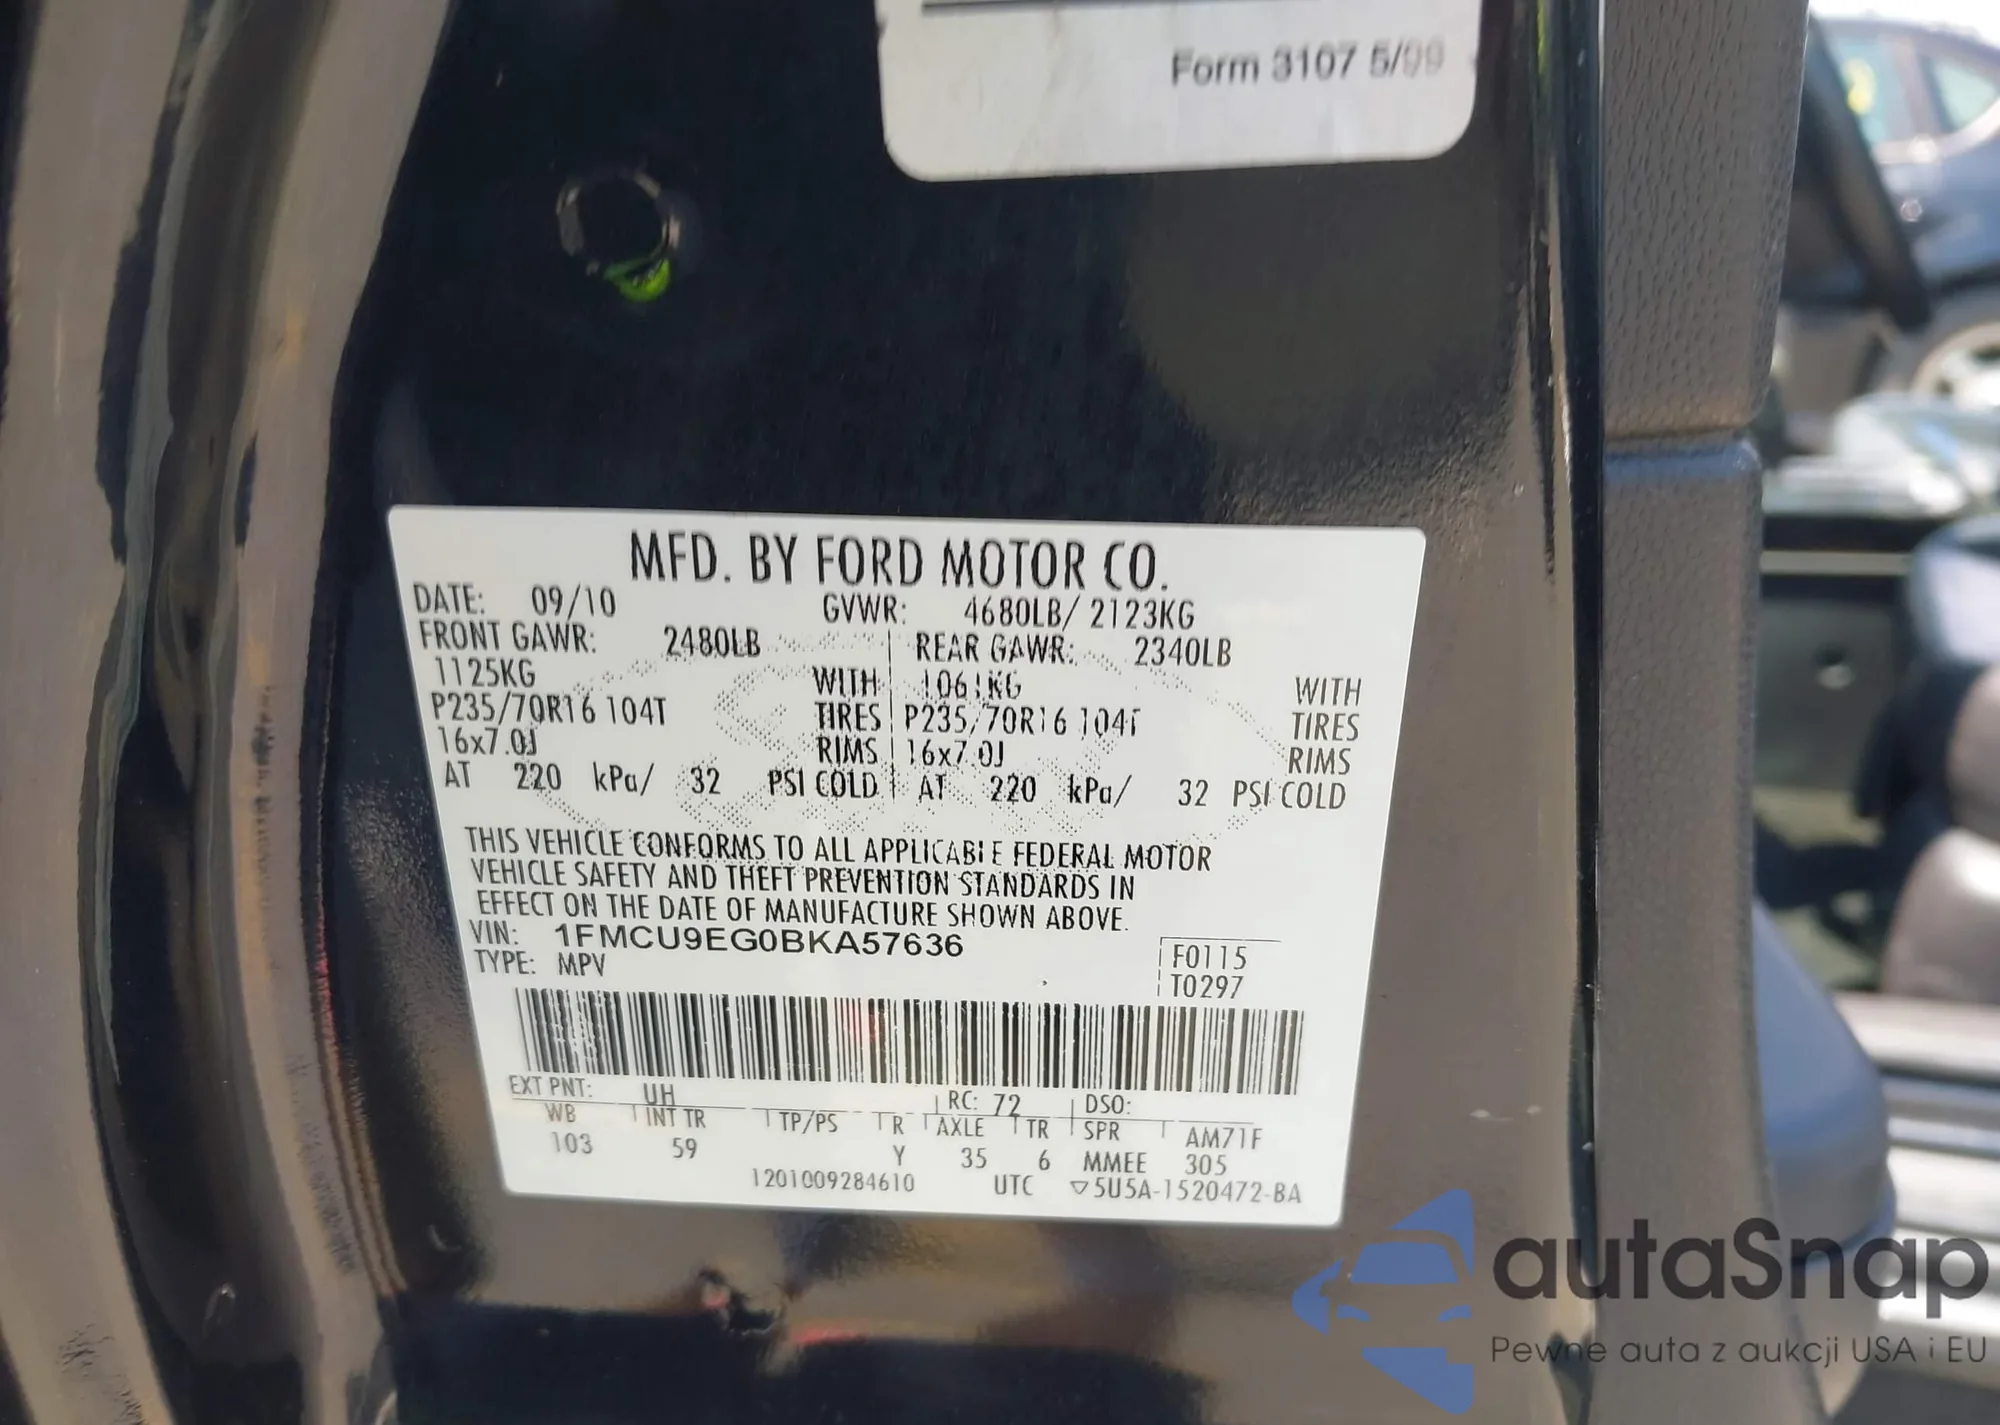 Form 3107 5/99
MFD. BY FORD MOTOR CO.
DATE: 09/10 GVWR: 4680LB/ 2123KG
FRONT GAWR: 2480LB REAR GAWR: 2340LB
1125KG WITH 1061KG WITH
P235/70R16 104T TIRES P235/70R16 104T TIRES
16x7.0J RIMS 16x7.0J RIMS
AT 220 kPa/ 32 PSI COLD AT 220 kPa/ 32 PSI COLD
THIS VEHICLE CONFORMS TO ALL APPLICABLE FEDERAL MOTOR
VEHICLE SAFETY AND THEFT PREVENTION STANDARDS IN
EFFECT ON THE DATE OF MANUFACTURE SHOWN ABOVE.
VIN: 1FMCU9EG0BKA57636 F0115
TYPE: MPV T0297
EXT PNT: UH RC: 72 DSO:
WB INT TR TP/PS R AXLE TR SPR AM71F
103 59 Y 35 6 MMEE 305
1201009284610 UTC ▽5U5A-1520472-BA
autaSnap
Pewne auta z aukcji USA i EU